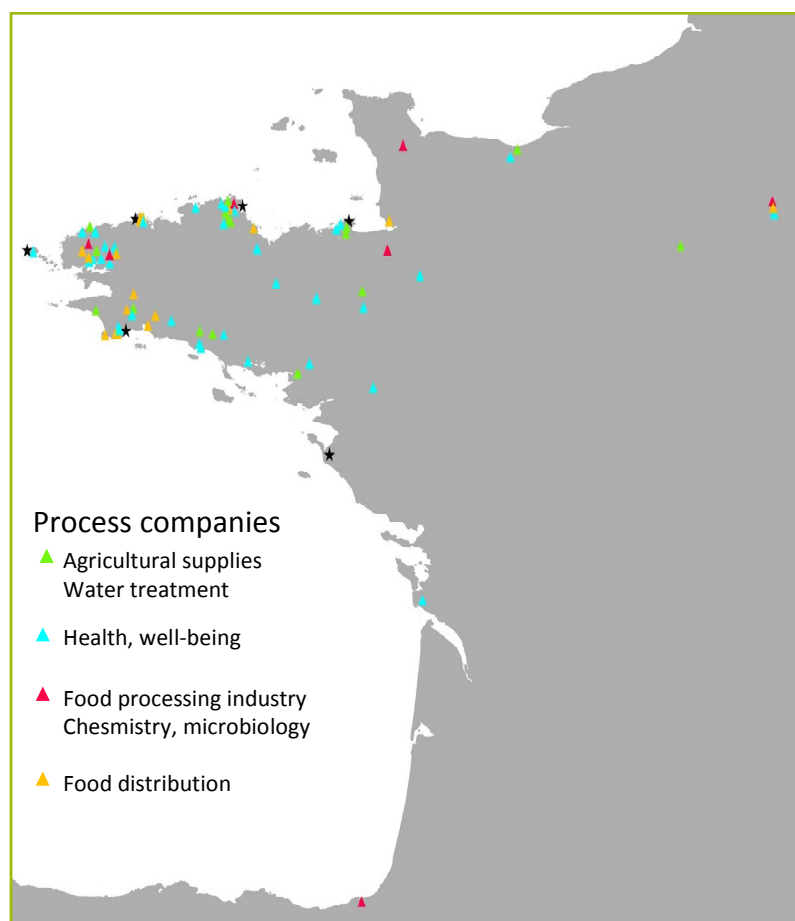 Process companies
Agricultural supplies
Water treatment
Health, well-being
Food processing industry
Chesmistry, microbiology
Food distribution